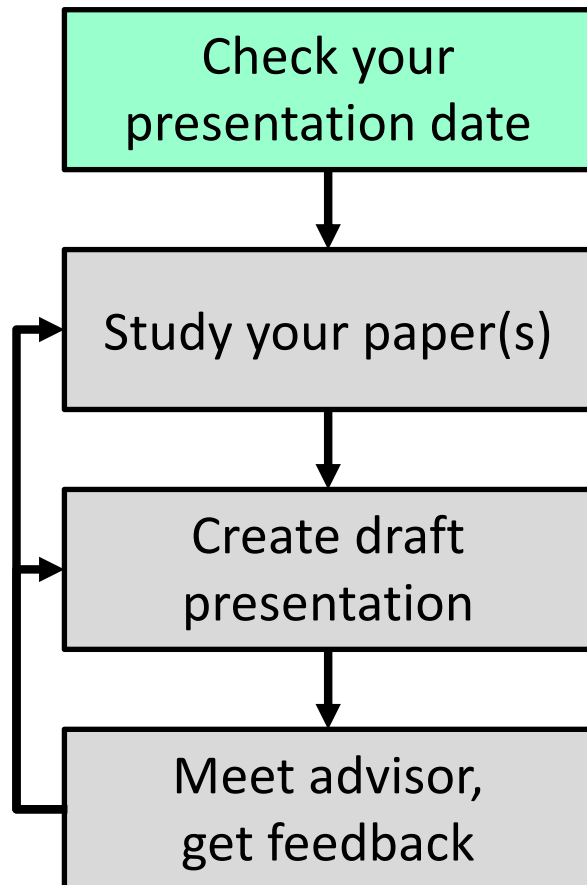 Check your
presentation date
Study your paper(s)
Create draft
presentation
Meet advisor,
get feedback